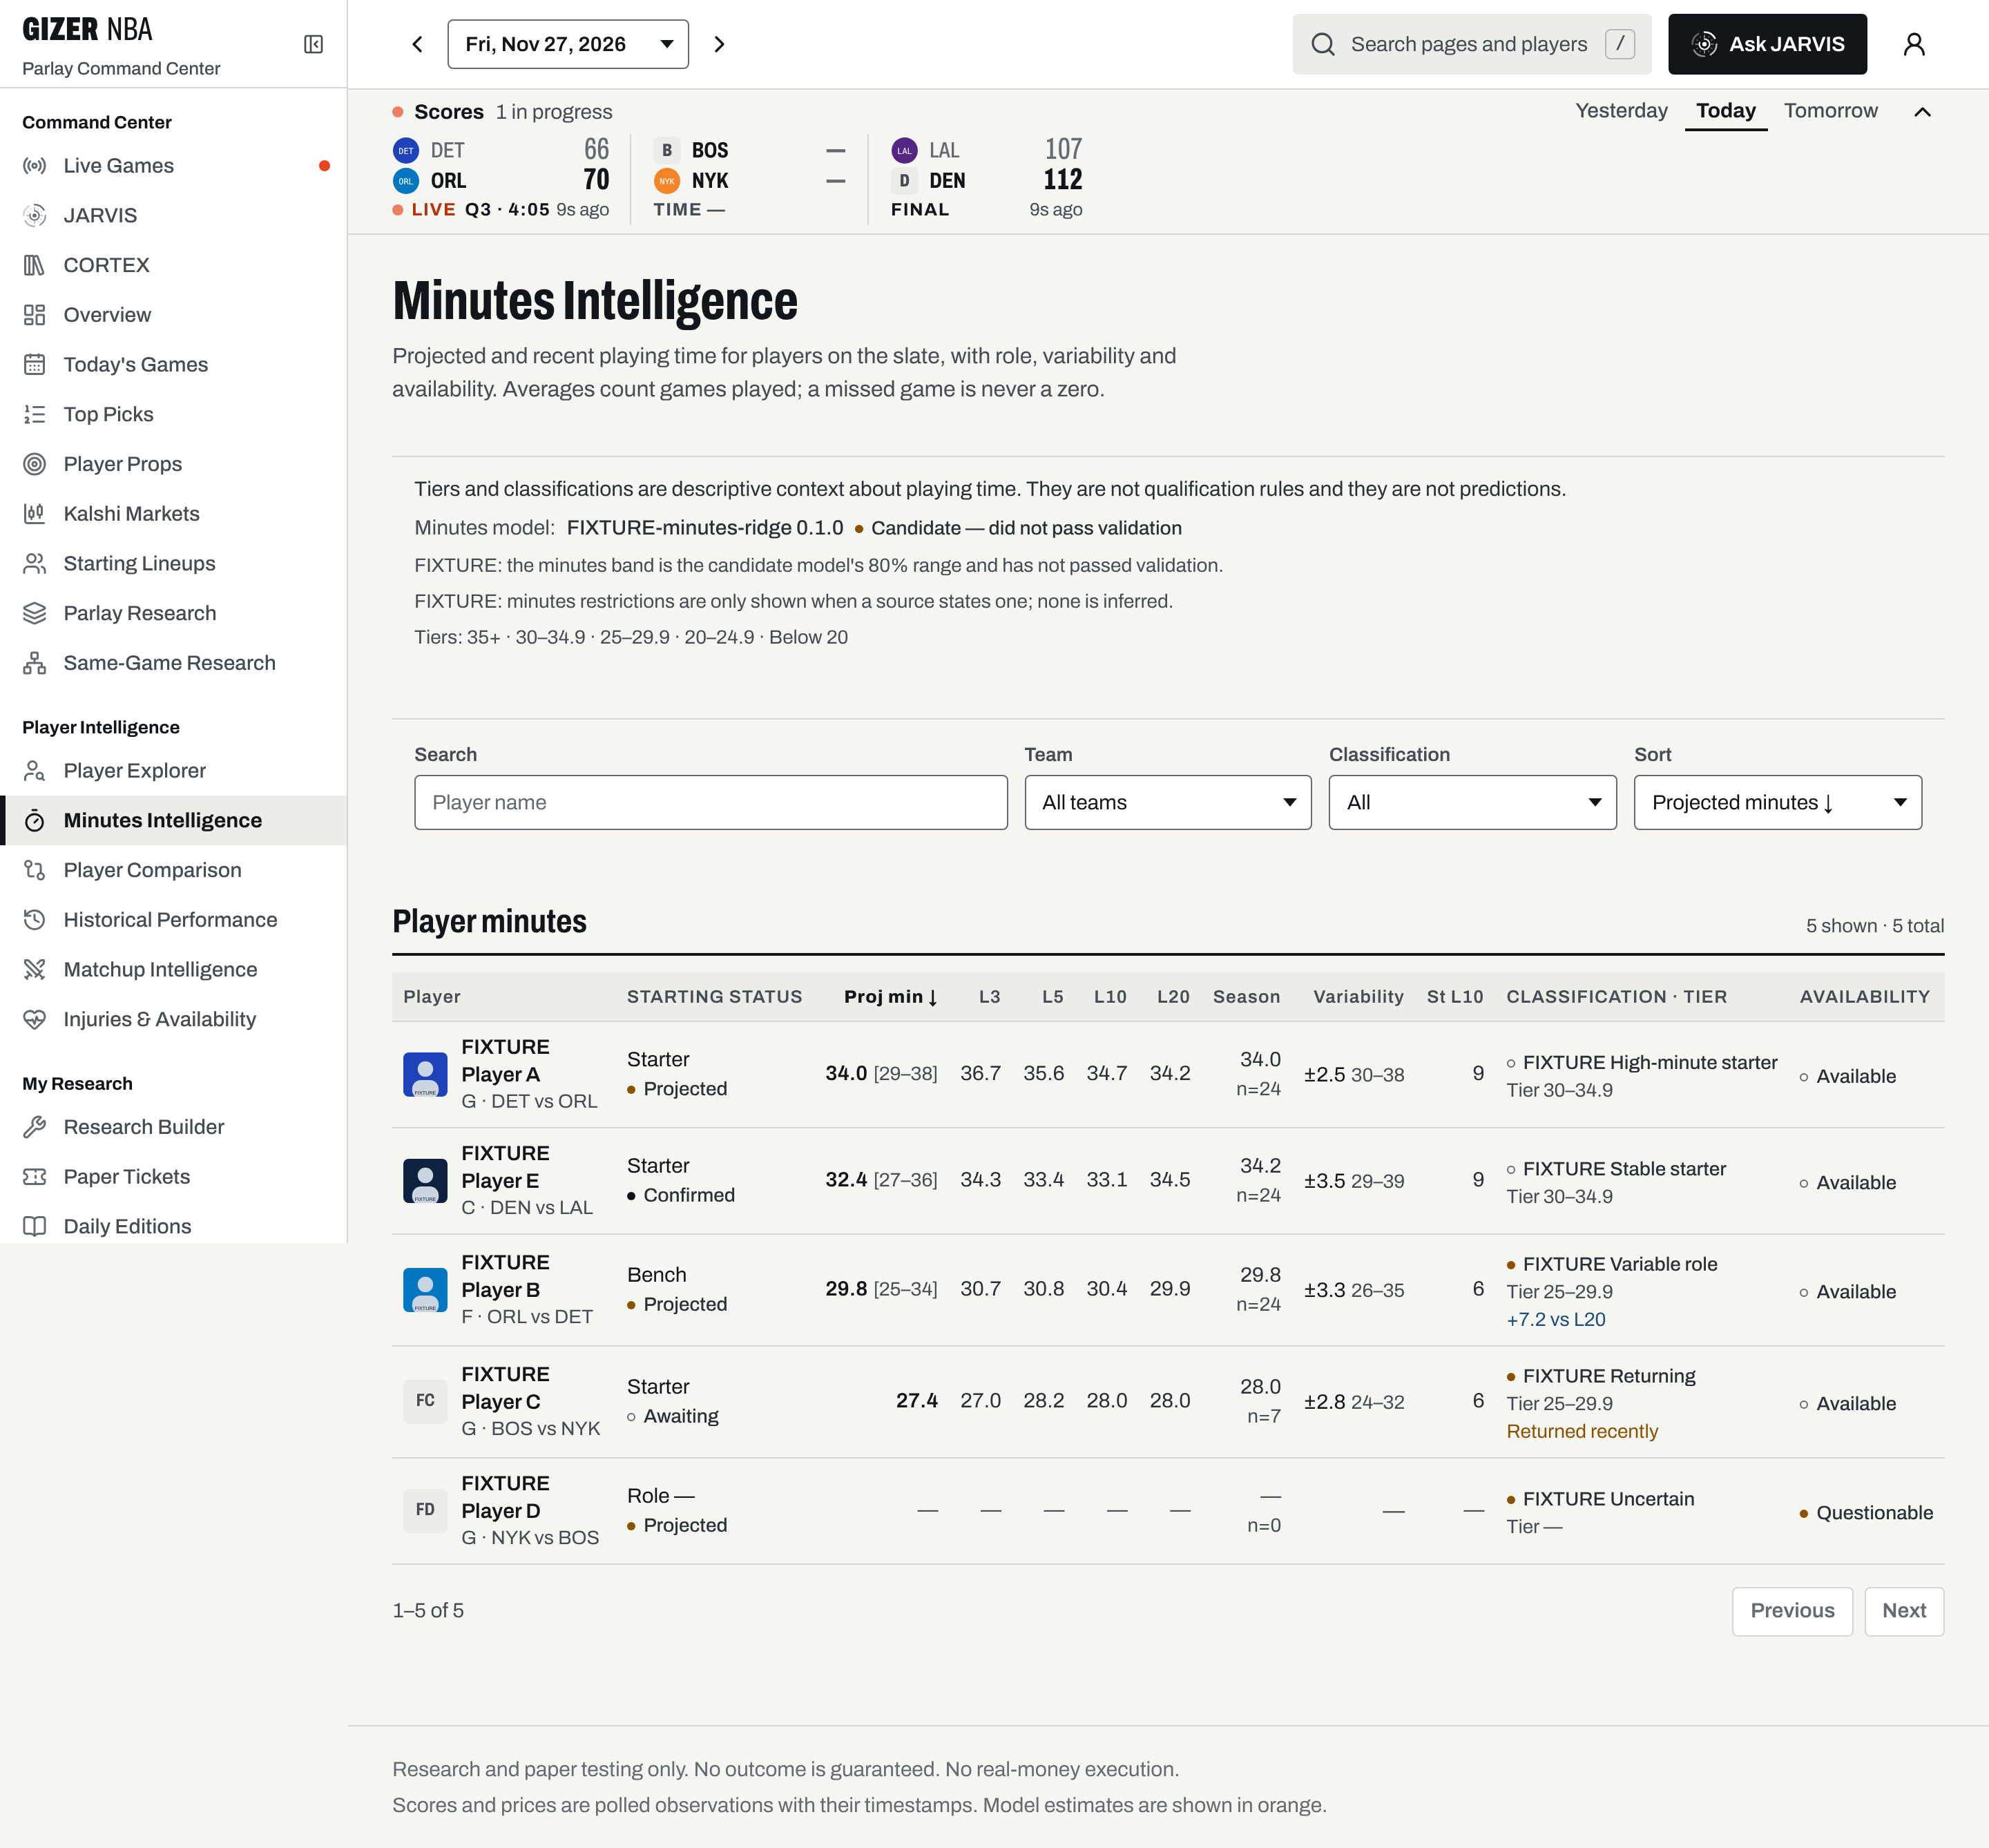 GIZER NBA
Parlay Command Center
Command Center
Live Games
JARVIS
CORTEX
Overview
Today's Games
Top Picks
Player Props
Kalshi Markets
Starting Lineups
Parlay Research
Same-Game Research
Player Intelligence
Player Explorer
Minutes Intelligence
Player Comparison
Historical Performance
Matchup Intelligence
Injuries & Availability
My Research
Research Builder
Paper Tickets
Daily Editions
Fri, Nov 27, 2026
Search pages and players /
Ask JARVIS
Scores 1 in progress
Yesterday Today Tomorrow
DET DET 66
ORL ORL 70
LIVE Q3 · 4:05 9s ago
B BOS —
NYK NYK —
TIME —
LAL LAL 107
D DEN 112
FINAL 9s ago
Minutes Intelligence
Projected and recent playing time for players on the slate, with role, variability and
availability. Averages count games played; a missed game is never a zero.
Tiers and classifications are descriptive context about playing time. They are not qualification rules and they are not predictions.
Minutes model: FIXTURE-minutes-ridge 0.1.0 Candidate — did not pass validation
FIXTURE: the minutes band is the candidate model's 80% range and has not passed validation.
FIXTURE: minutes restrictions are only shown when a source states one; none is inferred.
Tiers: 35+ · 30–34.9 · 25–29.9 · 20–24.9 · Below 20
Search Team Classification Sort
Player name All teams All Projected minutes ↓
Player minutes
5 shown · 5 total
Player STARTING STATUS Proj min ↓ L3 L5 L10 L20 Season Variability St L10 CLASSIFICATION · TIER AVAILABILITY
FIXTURE
FIXTURE
Player A
G · DET vs ORL
Starter
Projected
34.0 [29–38] 36.7 35.6 34.7 34.2
34.0
n=24
±2.5 30–38 9
FIXTURE High-minute starter
Tier 30–34.9
Available
FIXTURE
FIXTURE
Player E
C · DEN vs LAL
Starter
Confirmed
32.4 [27–36] 34.3 33.4 33.1 34.5
34.2
n=24
±3.5 29–39 9
FIXTURE Stable starter
Tier 30–34.9
Available
FIXTURE
FIXTURE
Player B
F · ORL vs DET
Bench
Projected
29.8 [25–34] 30.7 30.8 30.4 29.9
29.8
n=24
±3.3 26–35 6
FIXTURE Variable role
Tier 25–29.9
+7.2 vs L20
Available
FC
FIXTURE
Player C
G · BOS vs NYK
Starter
Awaiting
27.4 27.0 28.2 28.0 28.0
28.0
n=7
±2.8 24–32 6
FIXTURE Returning
Tier 25–29.9
Returned recently
Available
FD
FIXTURE
Player D
G · NYK vs BOS
Role —
Projected
— — — — —
—
n=0
— —
FIXTURE Uncertain
Tier —
Questionable
1–5 of 5
Previous Next
Research and paper testing only. No outcome is guaranteed. No real-money execution.
Scores and prices are polled observations with their timestamps. Model estimates are shown in orange.